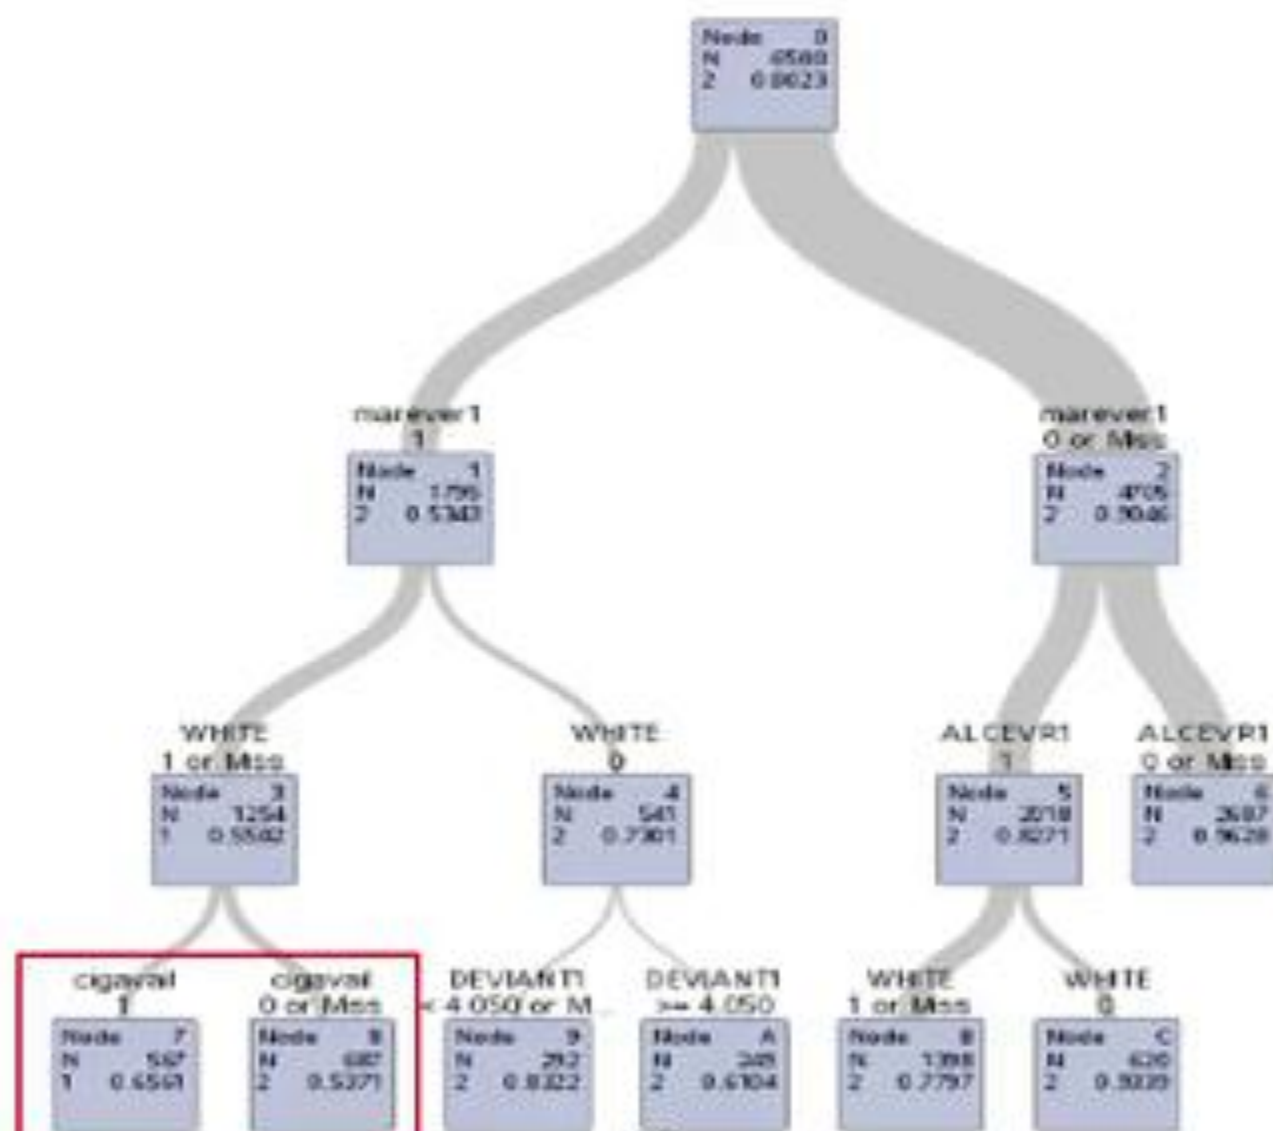 Node 0
N 6500
2 0.8023
marever1
1
Node 1
N 1795
2 0.5343
marever1
0 or Miss
Node 2
N 4705
2 0.9046
WHITE
1 or Miss
Node 3
N 1254
1 0.5502
WHITE
0
Node 4
N 541
2 0.7301
ALCEVR1
1
Node 5
N 2018
2 0.8271
ALCEVR1
0 or Miss
Node 6
N 2687
2 0.9628
cigavail
1
Node 7
N 567
1 0.6561
cigavail
0 or Miss
Node 8
N 687
2 0.5371
DEVIANT1
< 4.050 or M...
Node 9
N 292
2 0.8322
DEVIANT1
>= 4.050
Node A
N 249
2 0.6104
WHITE
1 or Miss
Node B
N 1398
2 0.7797
WHITE
0
Node C
N 620
2 0.9339